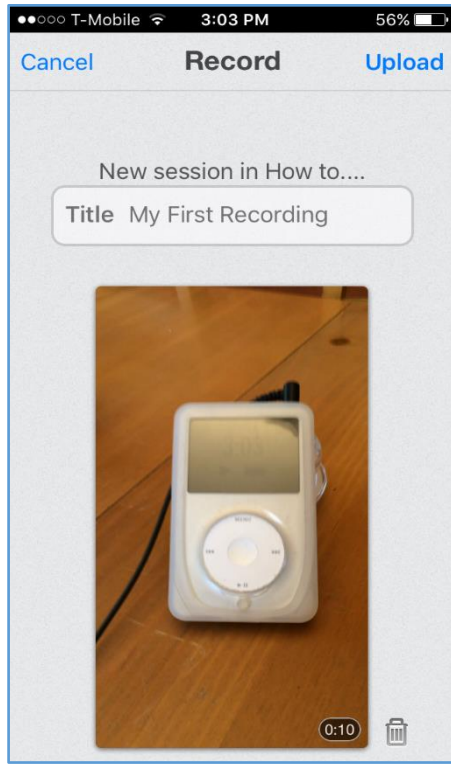 T-Mobile 3:03 PM 56%
Cancel Record Upload
New session in How to....
Title My First Recording
MENU
0:10